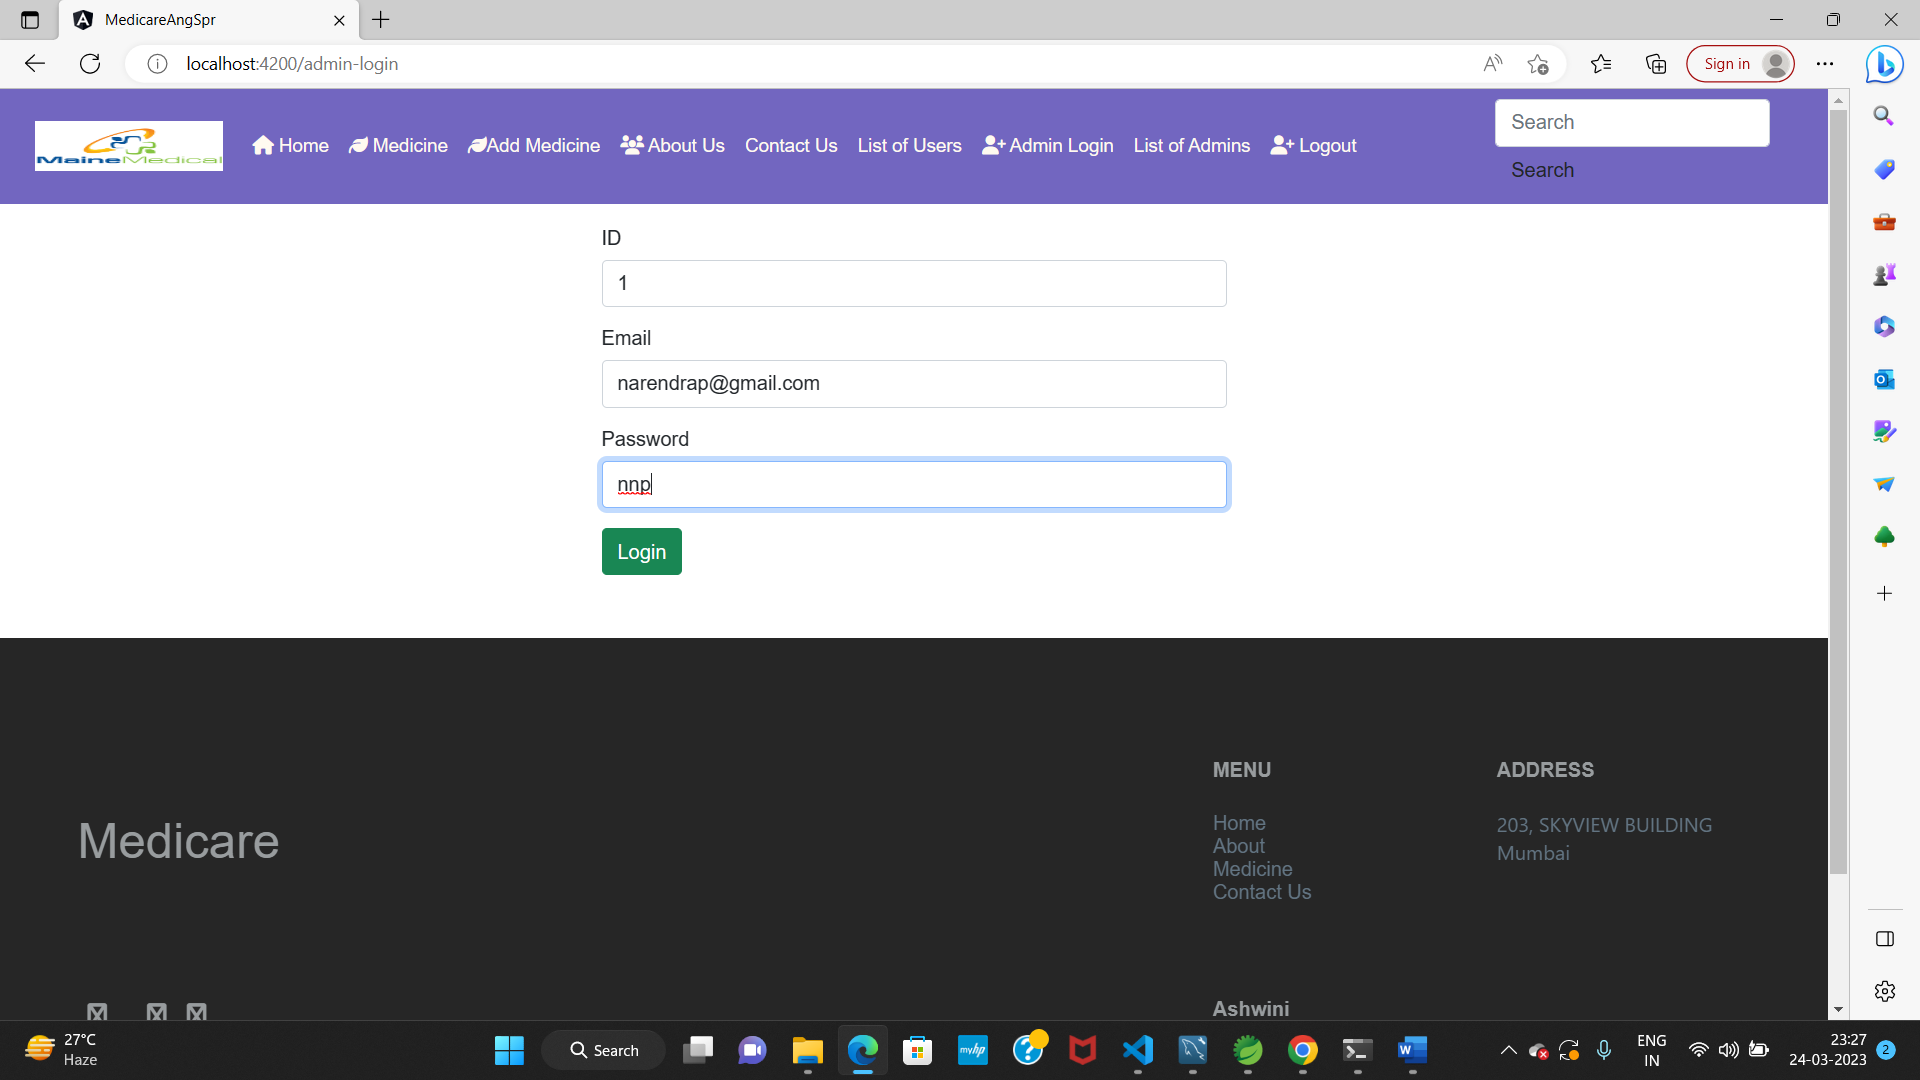 MedicareAngSpr
localhost:4200/admin-login
Sign in
MaineMedical
Home
Medicine
Add Medicine
About Us
Contact Us
List of Users
Admin Login
List of Admins
Logout
Search
Search
ID
1
Email
narendrap@gmail.com
Password
nnp
Login
Medicare
MENU
Home
About
Medicine
Contact Us
ADDRESS
203, SKYVIEW BUILDING
Mumbai
Ashwini
27°C
Haze
Search
myhp
ENG
IN
23:27
24-03-2023
2